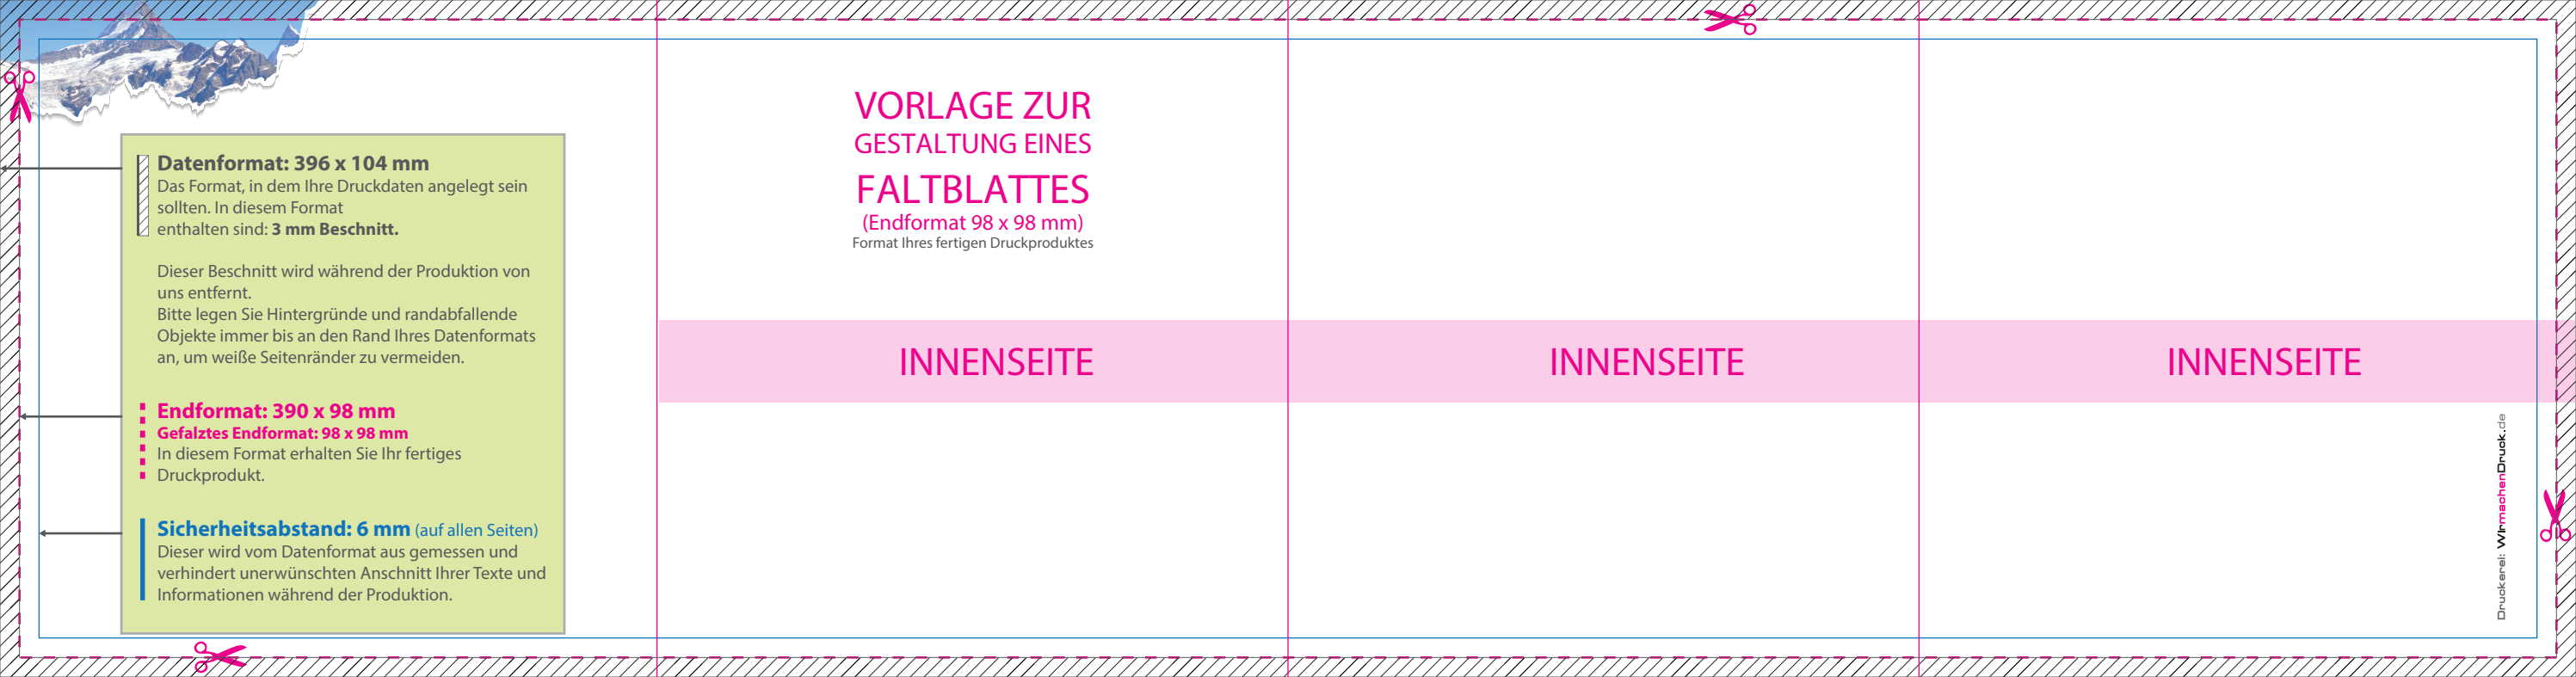 Datenformat: 396 x 104 mm
Das Format, in dem Ihre Druckdaten angelegt sein
sollten. In diesem Format
enthalten sind: 3 mm Beschnitt.
Dieser Beschnitt wird während der Produktion von
uns entfernt.
Bitte legen Sie Hintergründe und randabfallende
Objekte immer bis an den Rand Ihres Datenformats
an, um weiße Seitenränder zu vermeiden.
Endformat: 390 x 98 mm
Gefalztes Endformat: 98 x 98 mm
In diesem Format erhalten Sie Ihr fertiges
Druckprodukt.
Sicherheitsabstand: 6 mm (auf allen Seiten)
Dieser wird vom Datenformat aus gemessen und
verhindert unerwünschten Anschnitt Ihrer Texte und
Informationen während der Produktion.
VORLAGE ZUR
GESTALTUNG EINES
FALTBLATTES
(Endformat 98 x 98 mm)
Format Ihres fertigen Druckproduktes
INNENSEITE
INNENSEITE
INNENSEITE
Druckerei: WirmachenDruck.de